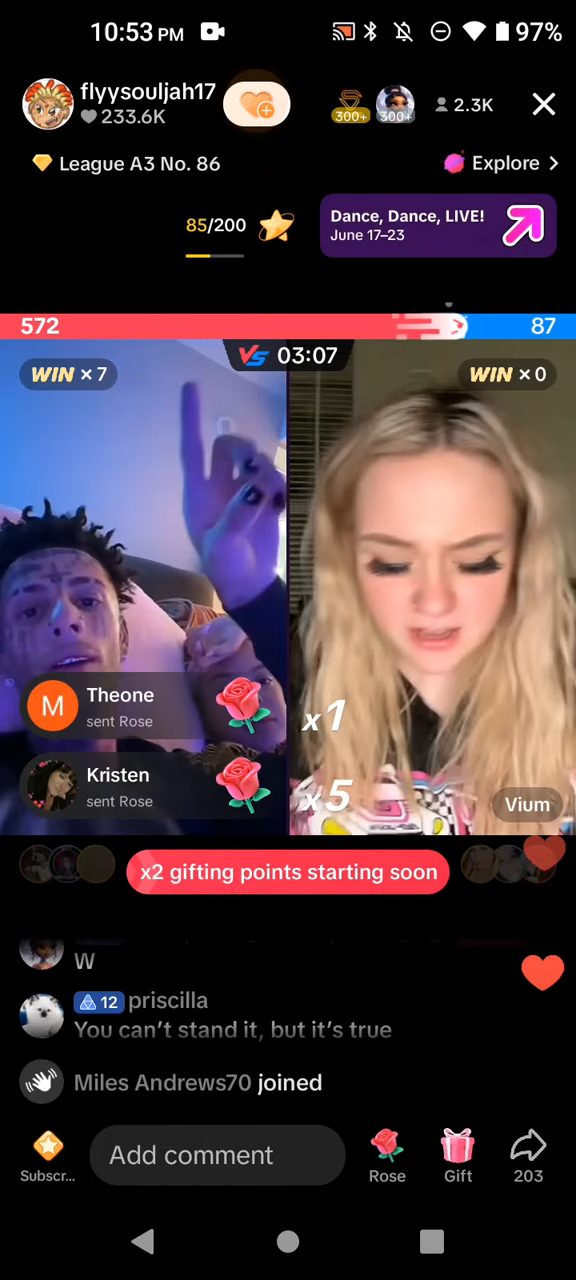 10:53 PM
97%
flyysouljah17
233.6K
300+
300+
2.3K
League A3 No. 86
Explore
85/200
Dance, Dance, LIVE!
June 17–23
572
87
VS 03:07
WIN × 7
WIN × 0
Theone
sent Rose
x1
Kristen
sent Rose
x5
Vium
x2 gifting points starting soon
W
12 priscilla
You can't stand it, but it's true
Miles Andrews70 joined
Subscr...
Add comment
Rose
Gift
203